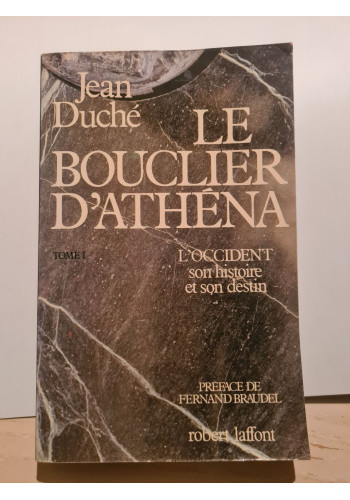 Jean
Duché
LE
BOUCLIER
D'ATHÉNA
TOME I
L'OCCIDENT
son histoire
et son destin
PRÉFACE DE
FERNAND BRAUDEL
robert laffont